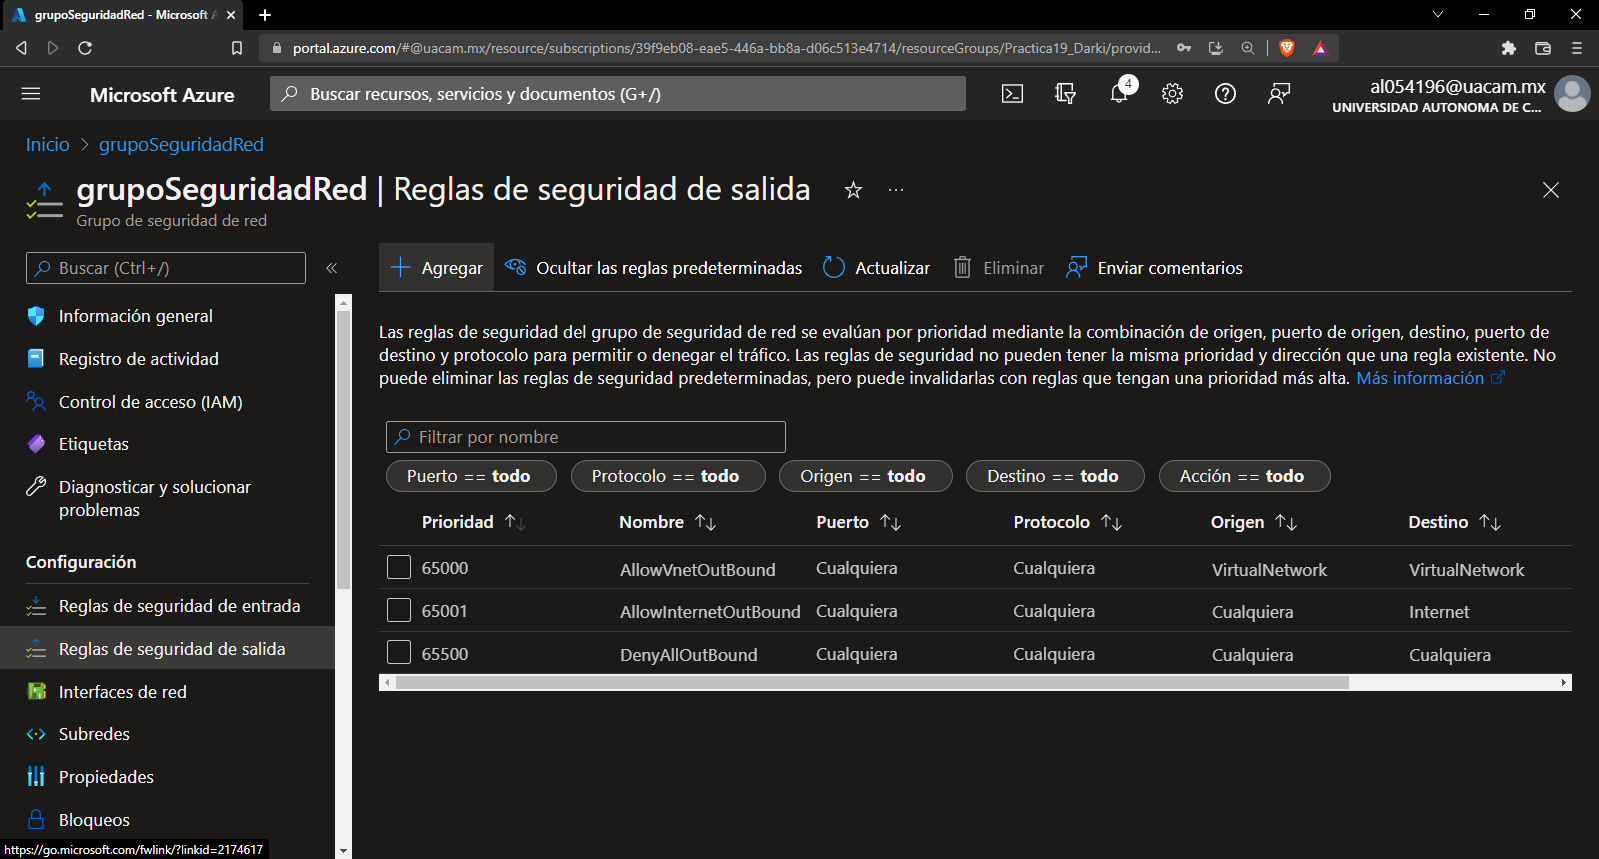 grupoSeguridadRed - Microsoft A
portal.azure.com/#@uacam.mx/resource/subscriptions/39f9eb08-eae5-446a-bb8a-d06c513e4714/resourceGroups/Practica19_Darki/provid...
Microsoft Azure
Buscar recursos, servicios y documentos (G+/)
4
al054196@uacam.mx
UNIVERSIDAD AUTONOMA DE C...
Inicio > grupoSeguridadRed
grupoSeguridadRed | Reglas de seguridad de salida
Grupo de seguridad de red
Buscar (Ctrl+/)
Información general
Registro de actividad
Control de acceso (IAM)
Etiquetas
Diagnosticar y solucionar
problemas
Configuración
Reglas de seguridad de entrada
Reglas de seguridad de salida
Interfaces de red
Subredes
Propiedades
Bloqueos
https://go.microsoft.com/fwlink/?linkid=2174617
Agregar Ocultar las reglas predeterminadas Actualizar Eliminar Enviar comentarios
Las reglas de seguridad del grupo de seguridad de red se evalúan por prioridad mediante la combinación de origen, puerto de origen, destino, puerto de
destino y protocolo para permitir o denegar el tráfico. Las reglas de seguridad no pueden tener la misma prioridad y dirección que una regla existente. No
puede eliminar las reglas de seguridad predeterminadas, pero puede invalidarlas con reglas que tengan una prioridad más alta. Más información
Filtrar por nombre
Puerto == todo Protocolo == todo Origen == todo Destino == todo Acción == todo
Prioridad Nombre Puerto Protocolo Origen Destino
65000 AllowVnetOutBound Cualquiera Cualquiera VirtualNetwork VirtualNetwork
65001 AllowInternetOutBound Cualquiera Cualquiera Cualquiera Internet
65500 DenyAllOutBound Cualquiera Cualquiera Cualquiera Cualquiera